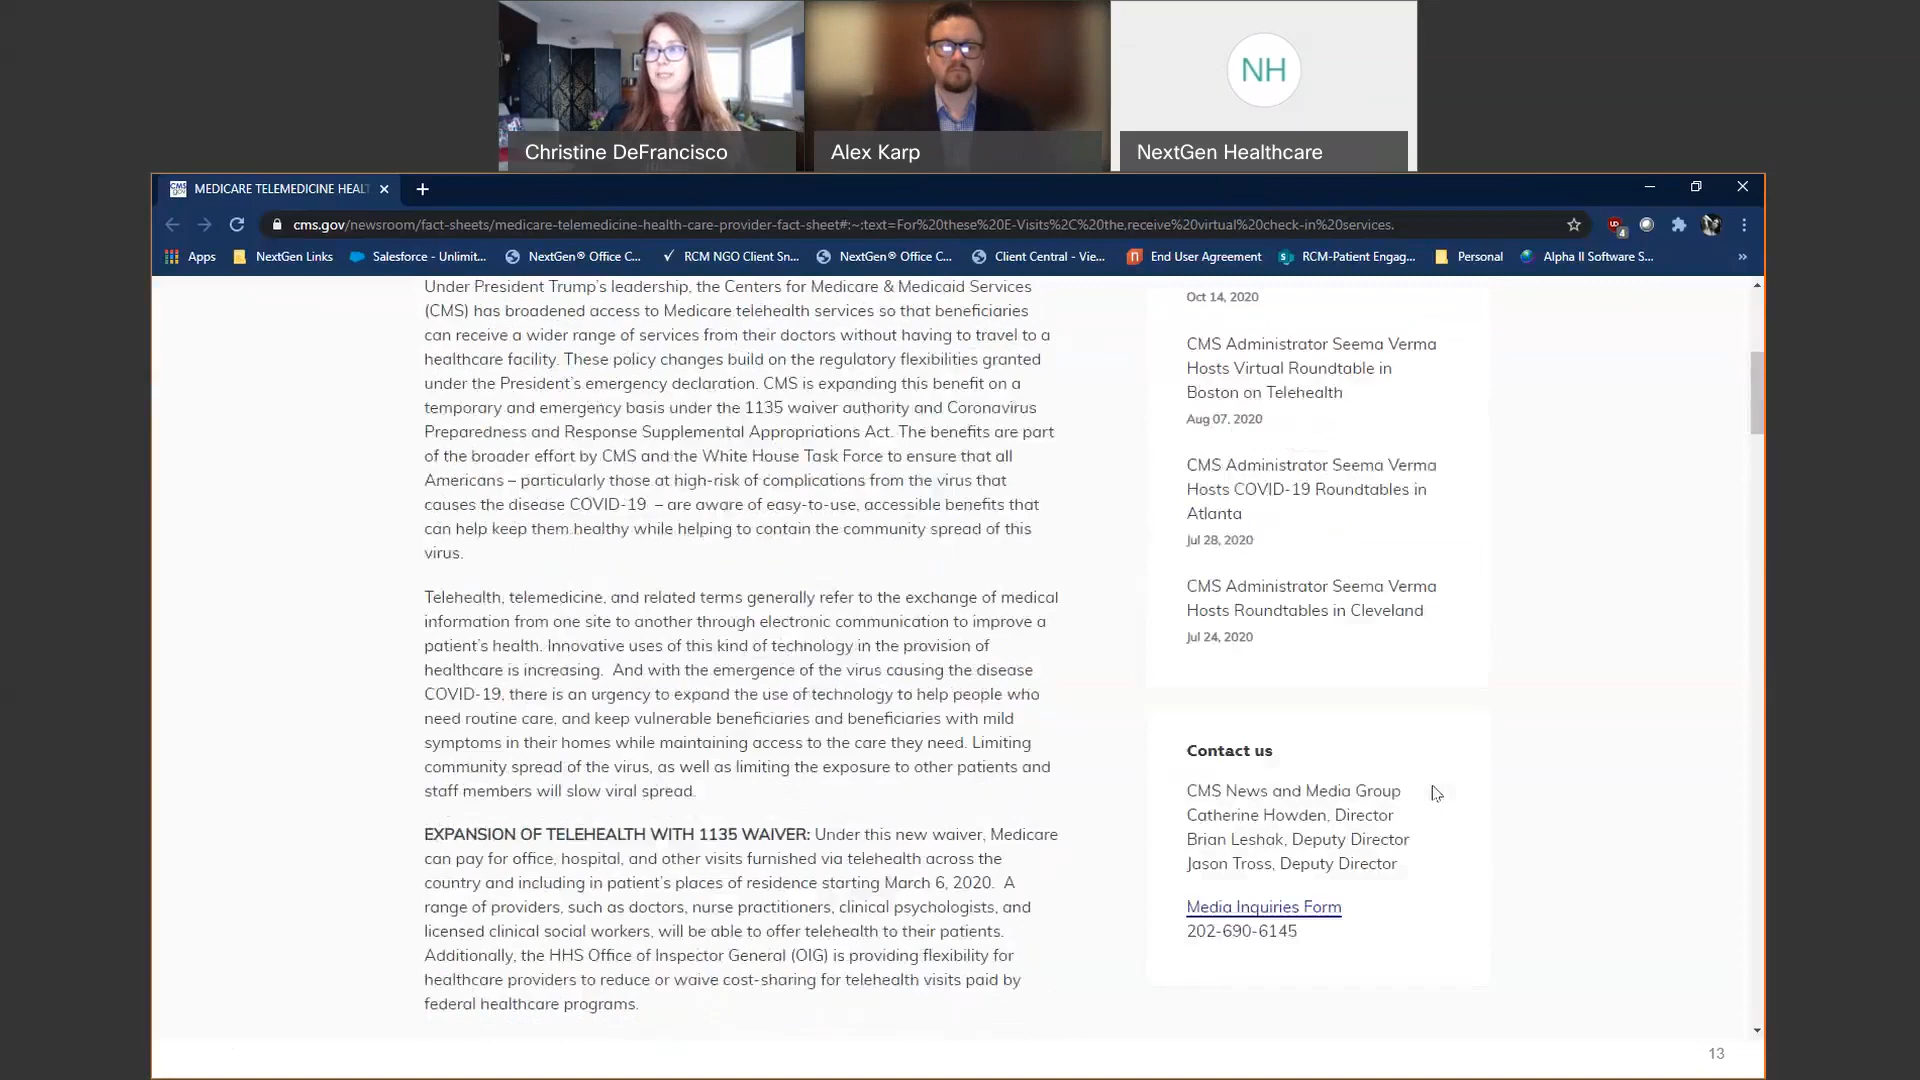 NH
Christine DeFrancisco
Alex Karp
NextGen Healthcare
CMS
gov
MEDICARE TELEMEDICINE HEAL
cms.gov/newsroom/fact-sheets/medicare-telemedicine-health-care-provider-fact-sheet#:~:text=For%20these%20E-Visits%2C%20the,receive%20virtual%20check-in%20services.
4
Apps
NextGen Links
Salesforce - Unlimit...
NextGen® Office C...
RCM NGO Client Sn...
NextGen® Office C...
Client Central - Vie...
End User Agreement
RCM-Patient Engag...
Personal
Alpha II Software S...
»
Under President Trump's leadership, the Centers for Medicare & Medicaid Services
(CMS) has broadened access to Medicare telehealth services so that beneficiaries
can receive a wider range of services from their doctors without having to travel to a
healthcare facility. These policy changes build on the regulatory flexibilities granted
under the President's emergency declaration. CMS is expanding this benefit on a
temporary and emergency basis under the 1135 waiver authority and Coronavirus
Preparedness and Response Supplemental Appropriations Act. The benefits are part
of the broader effort by CMS and the White House Task Force to ensure that all
Americans – particularly those at high-risk of complications from the virus that
causes the disease COVID-19 – are aware of easy-to-use, accessible benefits that
can help keep them healthy while helping to contain the community spread of this
virus.
Telehealth, telemedicine, and related terms generally refer to the exchange of medical
information from one site to another through electronic communication to improve a
patient's health. Innovative uses of this kind of technology in the provision of
healthcare is increasing. And with the emergence of the virus causing the disease
COVID-19, there is an urgency to expand the use of technology to help people who
need routine care, and keep vulnerable beneficiaries and beneficiaries with mild
symptoms in their homes while maintaining access to the care they need. Limiting
community spread of the virus, as well as limiting the exposure to other patients and
staff members will slow viral spread.
EXPANSION OF TELEHEALTH WITH 1135 WAIVER: Under this new waiver, Medicare
can pay for office, hospital, and other visits furnished via telehealth across the
country and including in patient's places of residence starting March 6, 2020. A
range of providers, such as doctors, nurse practitioners, clinical psychologists, and
licensed clinical social workers, will be able to offer telehealth to their patients.
Additionally, the HHS Office of Inspector General (OIG) is providing flexibility for
healthcare providers to reduce or waive cost-sharing for telehealth visits paid by
federal healthcare programs.
Oct 14, 2020
CMS Administrator Seema Verma
Hosts Virtual Roundtable in
Boston on Telehealth
Aug 07, 2020
CMS Administrator Seema Verma
Hosts COVID-19 Roundtables in
Atlanta
Jul 28, 2020
CMS Administrator Seema Verma
Hosts Roundtables in Cleveland
Jul 24, 2020
Contact us
CMS News and Media Group
Catherine Howden, Director
Brian Leshak, Deputy Director
Jason Tross, Deputy Director
Media Inquiries Form
202-690-6145
13